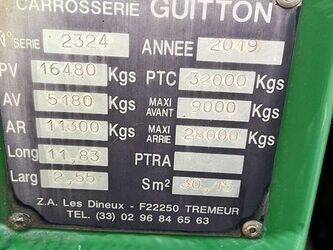 CARROSSERIE GUITTON
N° SERIE 2324 ANNEE 2019
PV 16480 Kgs PTC 32000 Kgs
AV 5180 Kgs MAXI AVANT 9000 Kgs
AR 11300 Kgs MAXI ARRIE 28000 Kgs
Long 11,83 PTRA
Larg 2,55 Sm²
Z.A. Les Dineux - F22250 TREMEUR
TEL. (33) 02 96 84 65 63